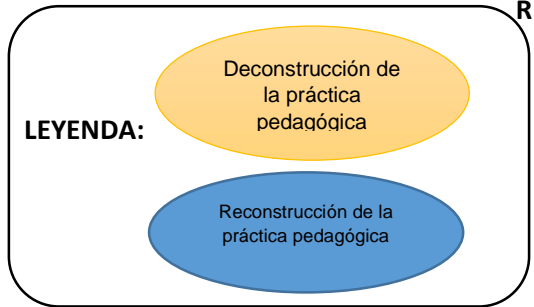 R
Deconstrucción de
la práctica
pedagógica
LEYENDA:
Reconstrucción de la
práctica pedagógica